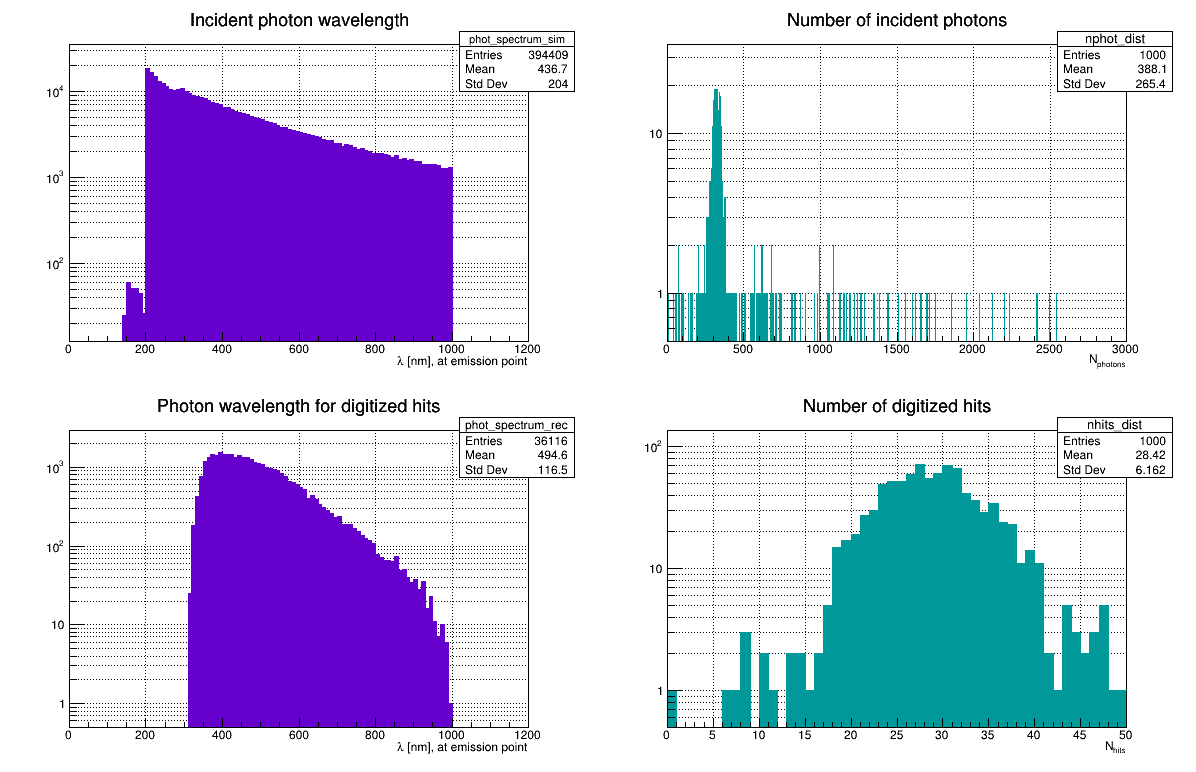 Incident photon wavelength
phot_spectrum_sim
Entries 394409
Mean 436.7
Std Dev 204
10^4
10^3
10^2
0 200 400 600 800 1000 1200
λ [nm], at emission point
Number of incident photons
nphot_dist
Entries 1000
Mean 388.1
Std Dev 265.4
10
1
0 500 1000 1500 2000 2500 3000
N_photons
Photon wavelength for digitized hits
phot_spectrum_rec
Entries 36116
Mean 494.6
Std Dev 116.5
10^3
10^2
10
1
0 200 400 600 800 1000 1200
λ [nm], at emission point
Number of digitized hits
nhits_dist
Entries 1000
Mean 28.42
Std Dev 6.162
10^2
10
1
0 5 10 15 20 25 30 35 40 45 50
N_hits